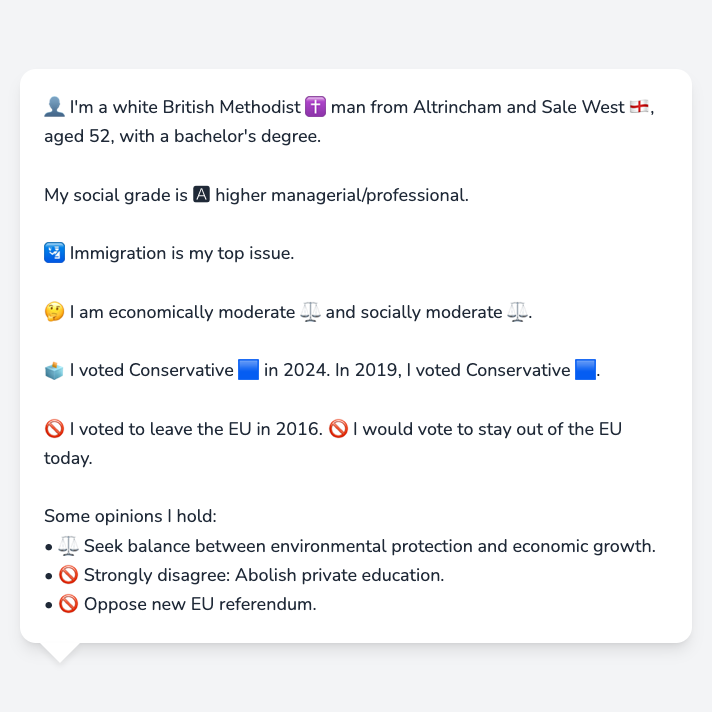 👤 I'm a white British Methodist ✝️ man from Altrincham and Sale West 🏴󠁧󠁢󠁥󠁮󠁧󠁿,
aged 52, with a bachelor's degree.
My social grade is 🅰 higher managerial/professional.
🛂 Immigration is my top issue.
🤔 I am economically moderate ⚖️ and socially moderate ⚖️.
🗳️ I voted Conservative 🟦 in 2024. In 2019, I voted Conservative 🟦.
🚫 I voted to leave the EU in 2016. 🚫 I would vote to stay out of the EU
today.
Some opinions I hold:
• ⚖️ Seek balance between environmental protection and economic growth.
• 🚫 Strongly disagree: Abolish private education.
• 🚫 Oppose new EU referendum.